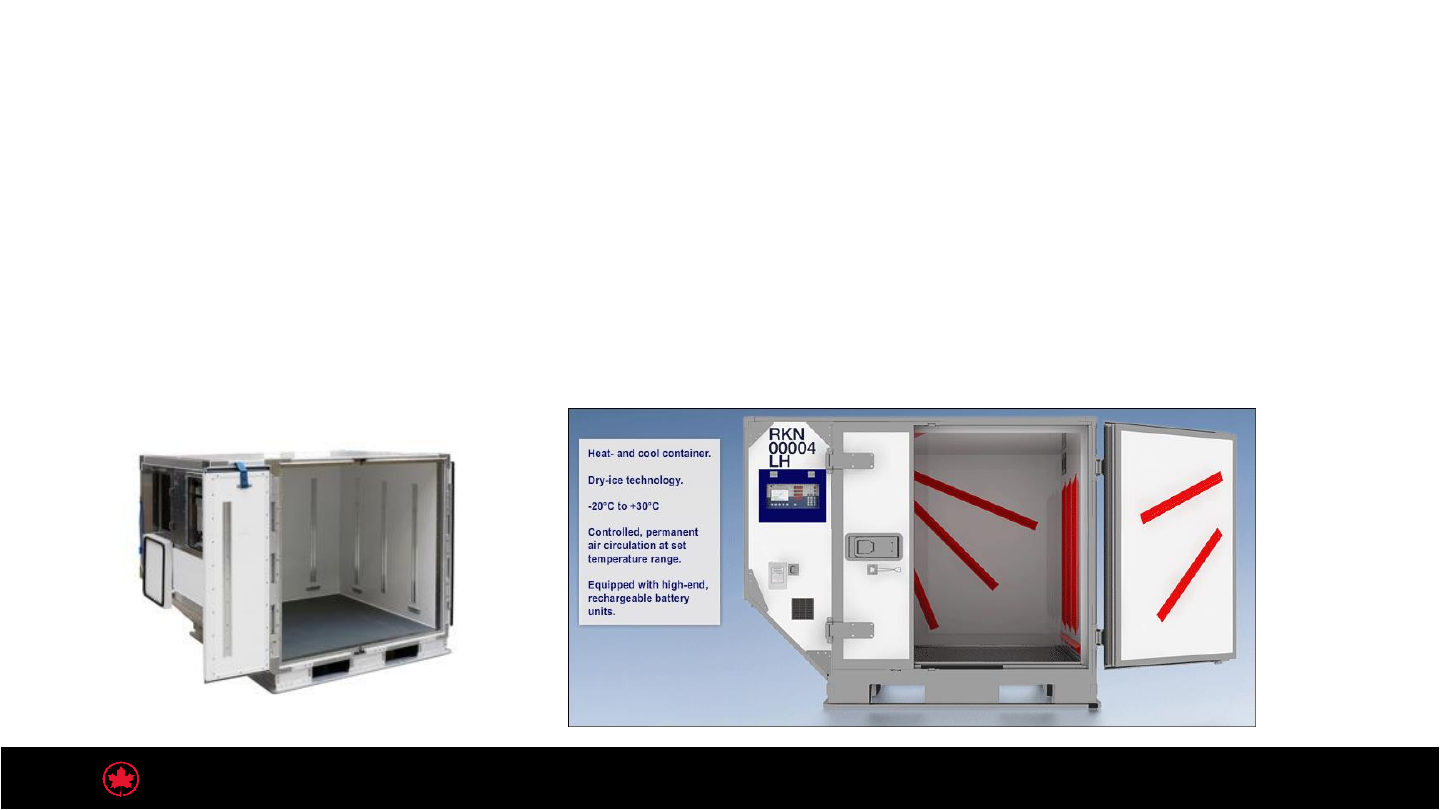 Heat- and cool container.
Dry-ice technology.
-20°C to +30°C
Controlled, permanent
air circulation at set
temperature range.
Equipped with high-end,
rechargeable battery
units.
RKN
00004
LH